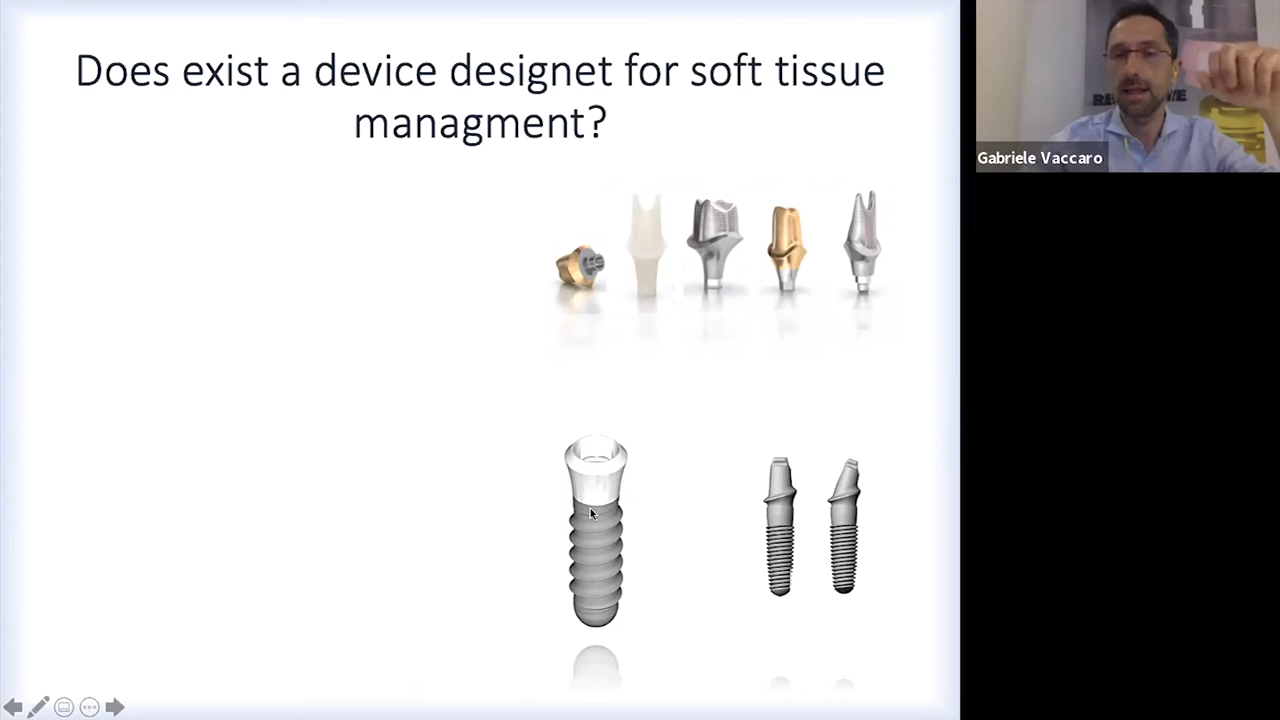 Does exist a device designet for soft tissue
managment?
Gabriele Vaccaro